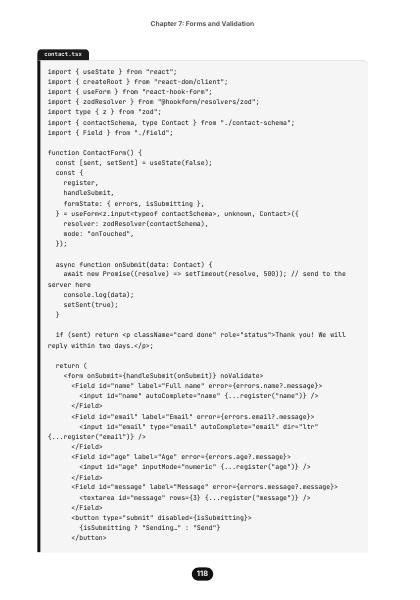 Chapter 7: Forms and Validation
contact.tsx
import { useState } from "react";
import { createRoot } from "react-dom/client";
import { useForm } from "react-hook-form";
import { zodResolver } from "@hookform/resolvers/zod";
import type { z } from "zod";
import { contactSchema, type Contact } from "./contact-schema";
import { Field } from "./field";

function ContactForm() {
  const [sent, setSent] = useState(false);
  const {
    register,
    handleSubmit,
    formState: { errors, isSubmitting },
  } = useForm<z.input<typeof contactSchema>, unknown, Contact>({
    resolver: zodResolver(contactSchema),
    mode: "onTouched",
  });

  async function onSubmit(data: Contact) {
    await new Promise((resolve) => setTimeout(resolve, 500)); // send to the
server here
    console.log(data);
    setSent(true);
  }

  if (sent) return <p className="card done" role="status">Thank you! We will
reply within two days.</p>;

  return (
    <form onSubmit={handleSubmit(onSubmit)} noValidate>
      <Field id="name" label="Full name" error={errors.name?.message}>
        <input id="name" autoComplete="name" {...register("name")} />
      </Field>
      <Field id="email" label="Email" error={errors.email?.message}>
        <input id="email" type="email" autoComplete="email" dir="ltr"
{...register("email")} />
      </Field>
      <Field id="age" label="Age" error={errors.age?.message}>
        <input id="age" inputMode="numeric" {...register("age")} />
      </Field>
      <Field id="message" label="Message" error={errors.message?.message}>
        <textarea id="message" rows={3} {...register("message")} />
      </Field>
      <button type="submit" disabled={isSubmitting}>
        {isSubmitting ? "Sending…" : "Send"}
      </button>
118